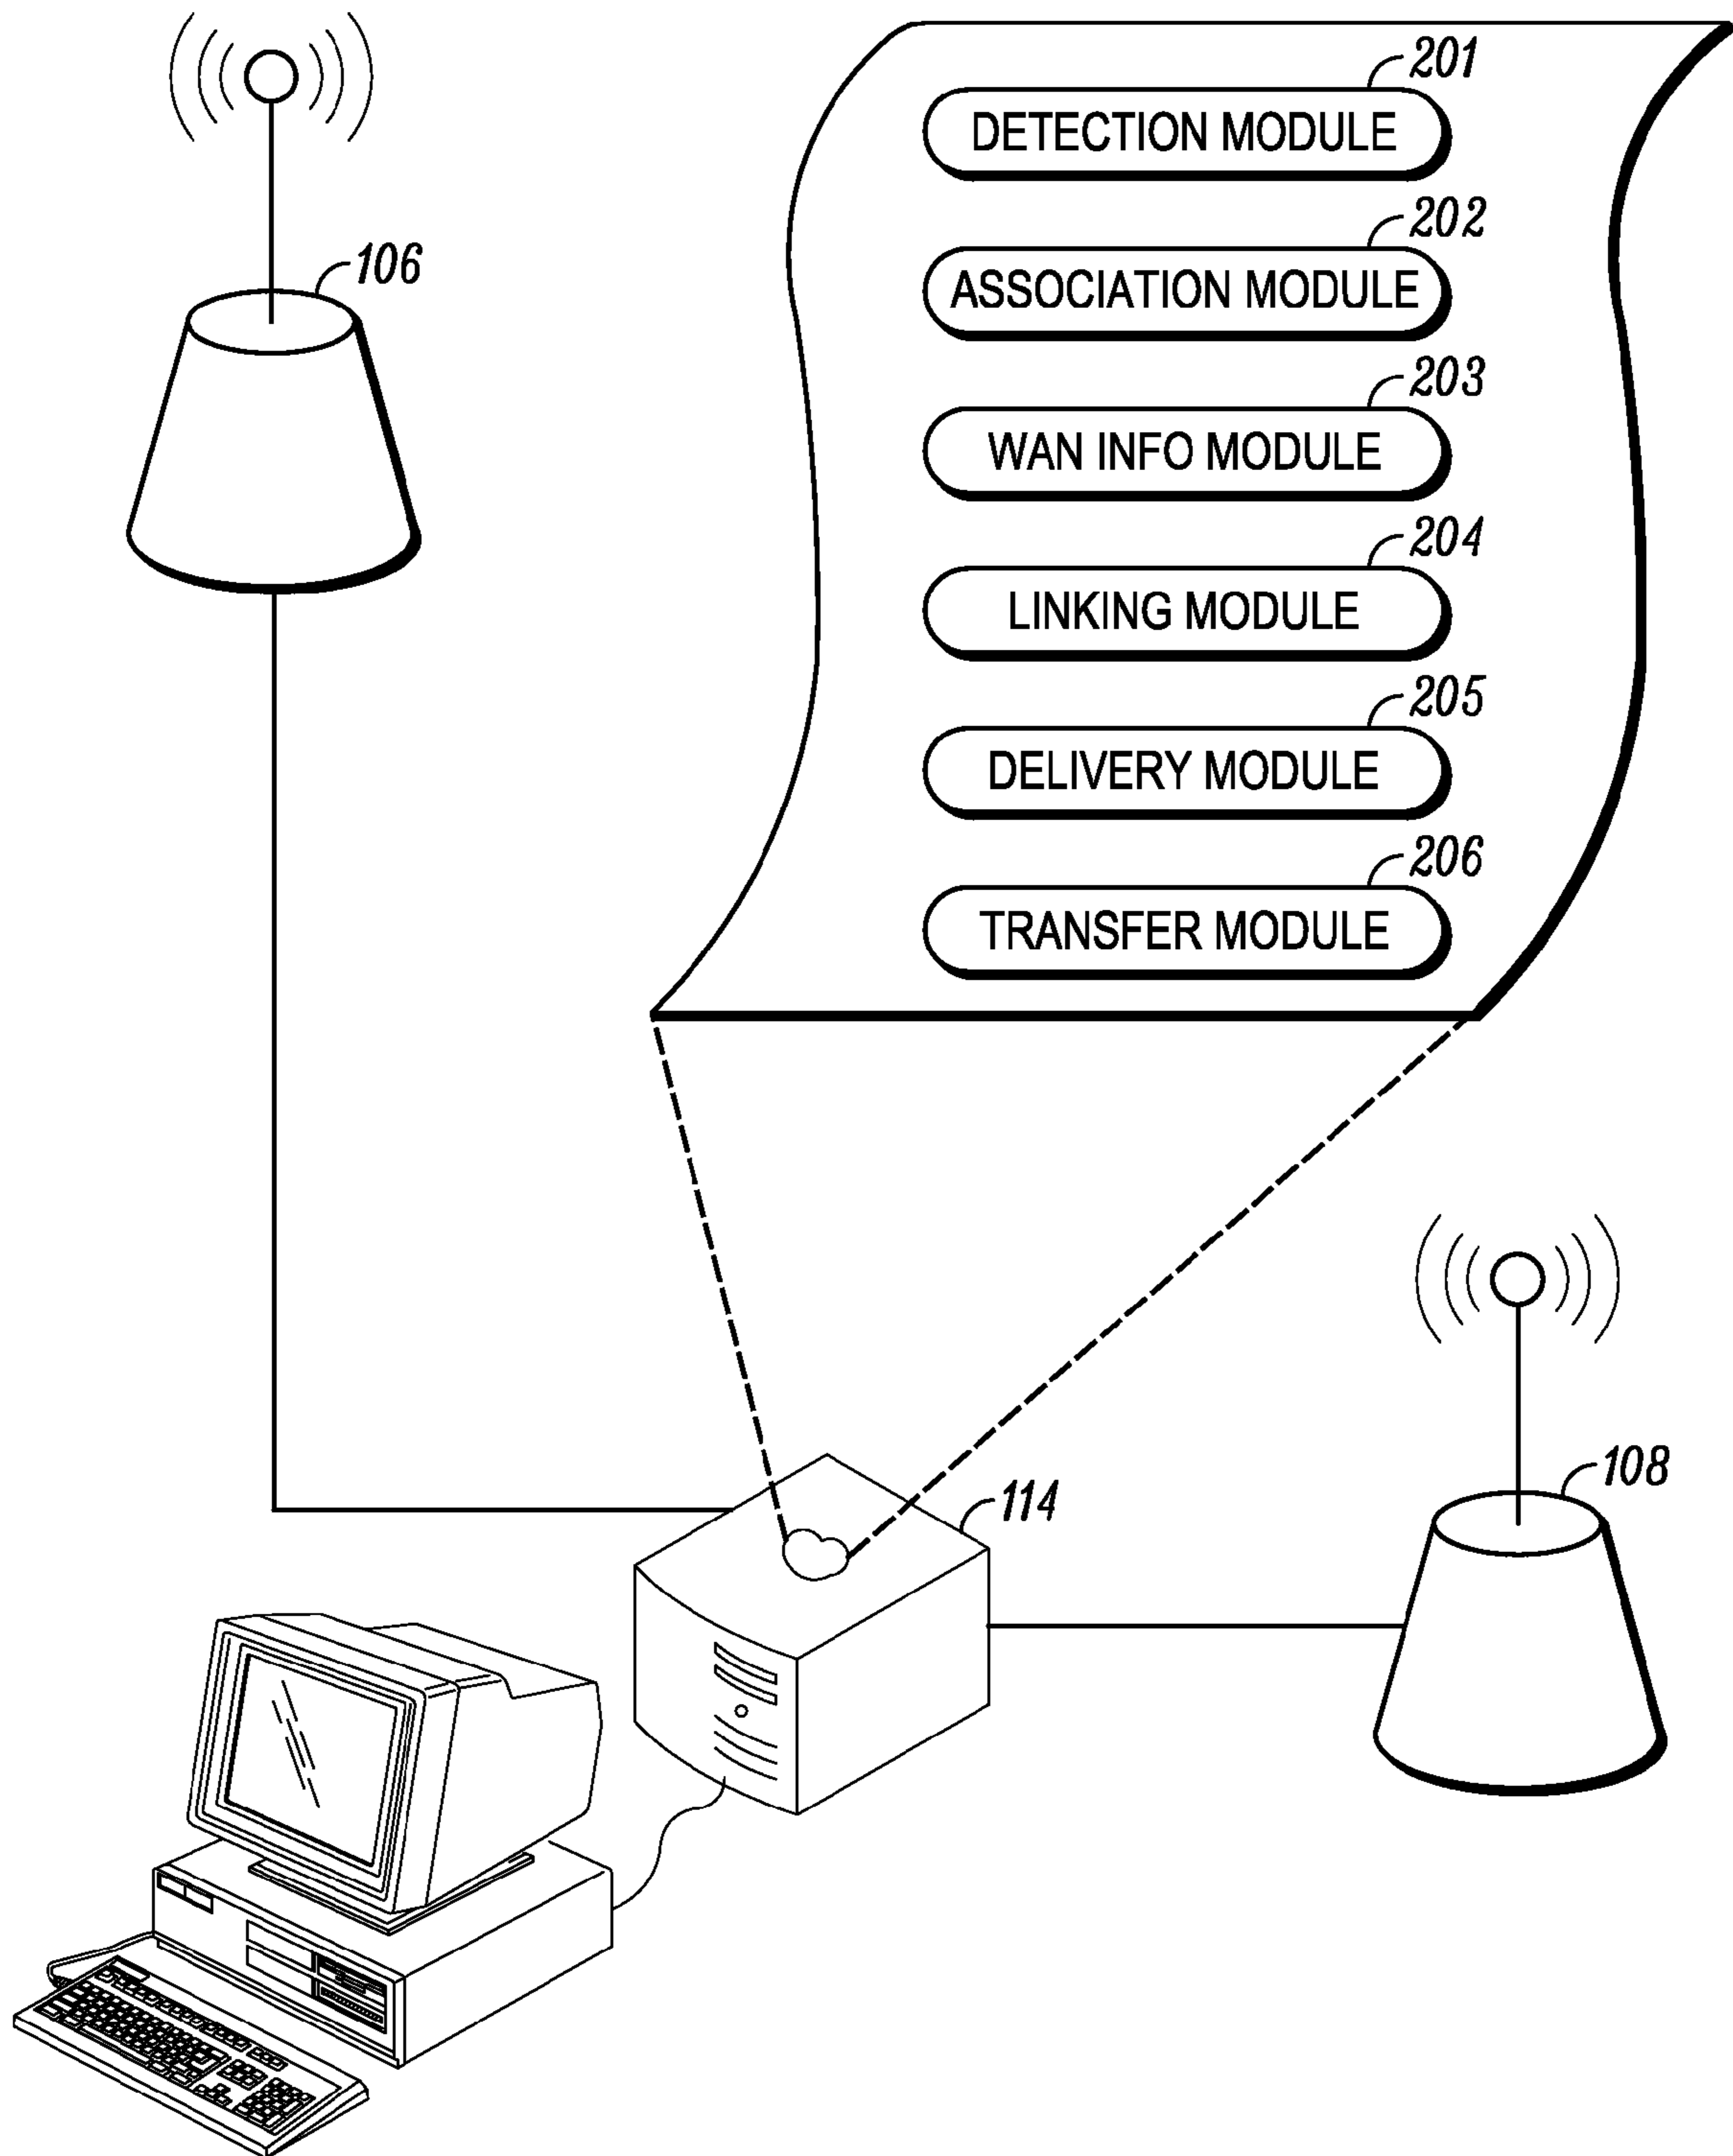 201
DETECTION MODULE
202
ASSOCIATION MODULE
106
203
WAN INFO MODULE
204
LINKING MODULE
205
DELIVERY MODULE
206
TRANSFER MODULE
108
114